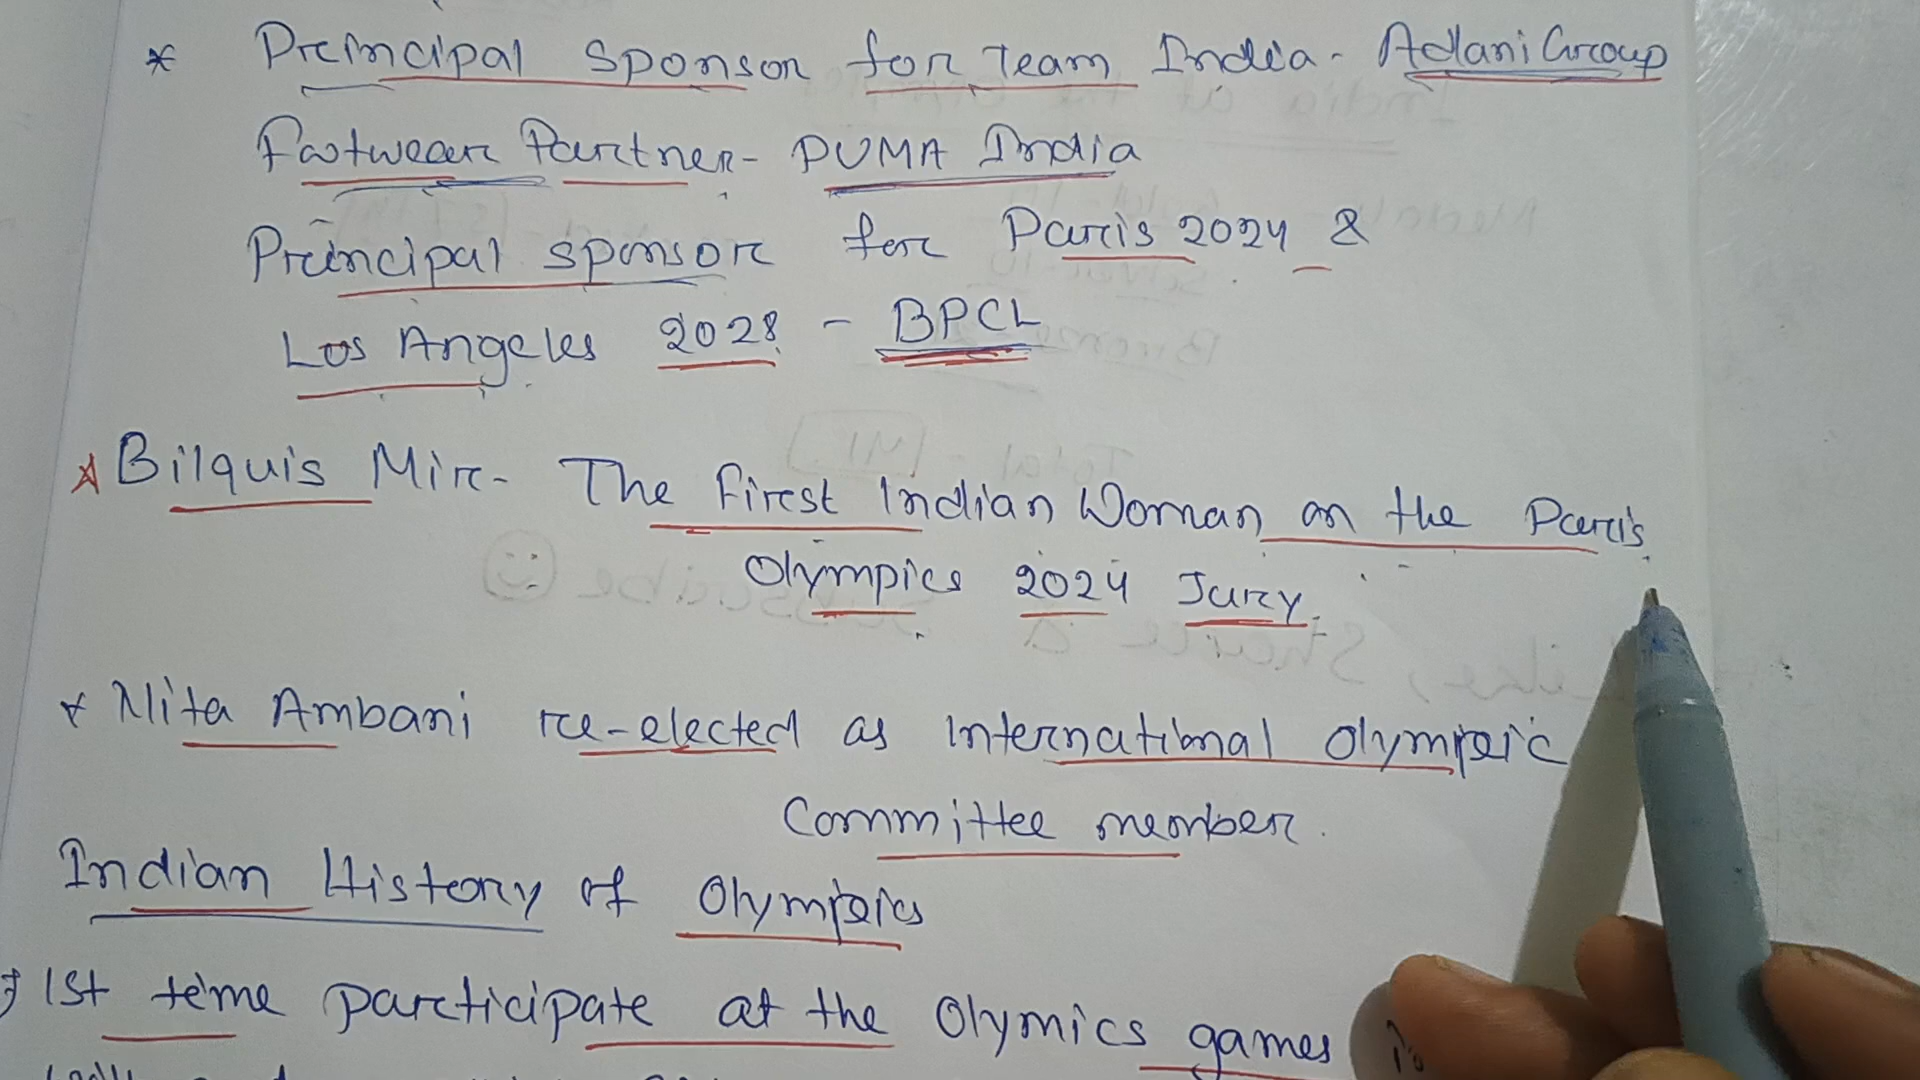 * Principal sponsor for Team India - Adani Group
Footwear Partner - PUMA India
Principal sponsor for Paris 2024 &
Los Angeles 2028 - BPCL
Bilquis Mir - The First Indian Woman on the Paris
Olympics 2024 Jury.
* Nita Ambani re-elected as International Olympic
Committee member.
Indian History of Olympics
1st time participate at the Olymics games